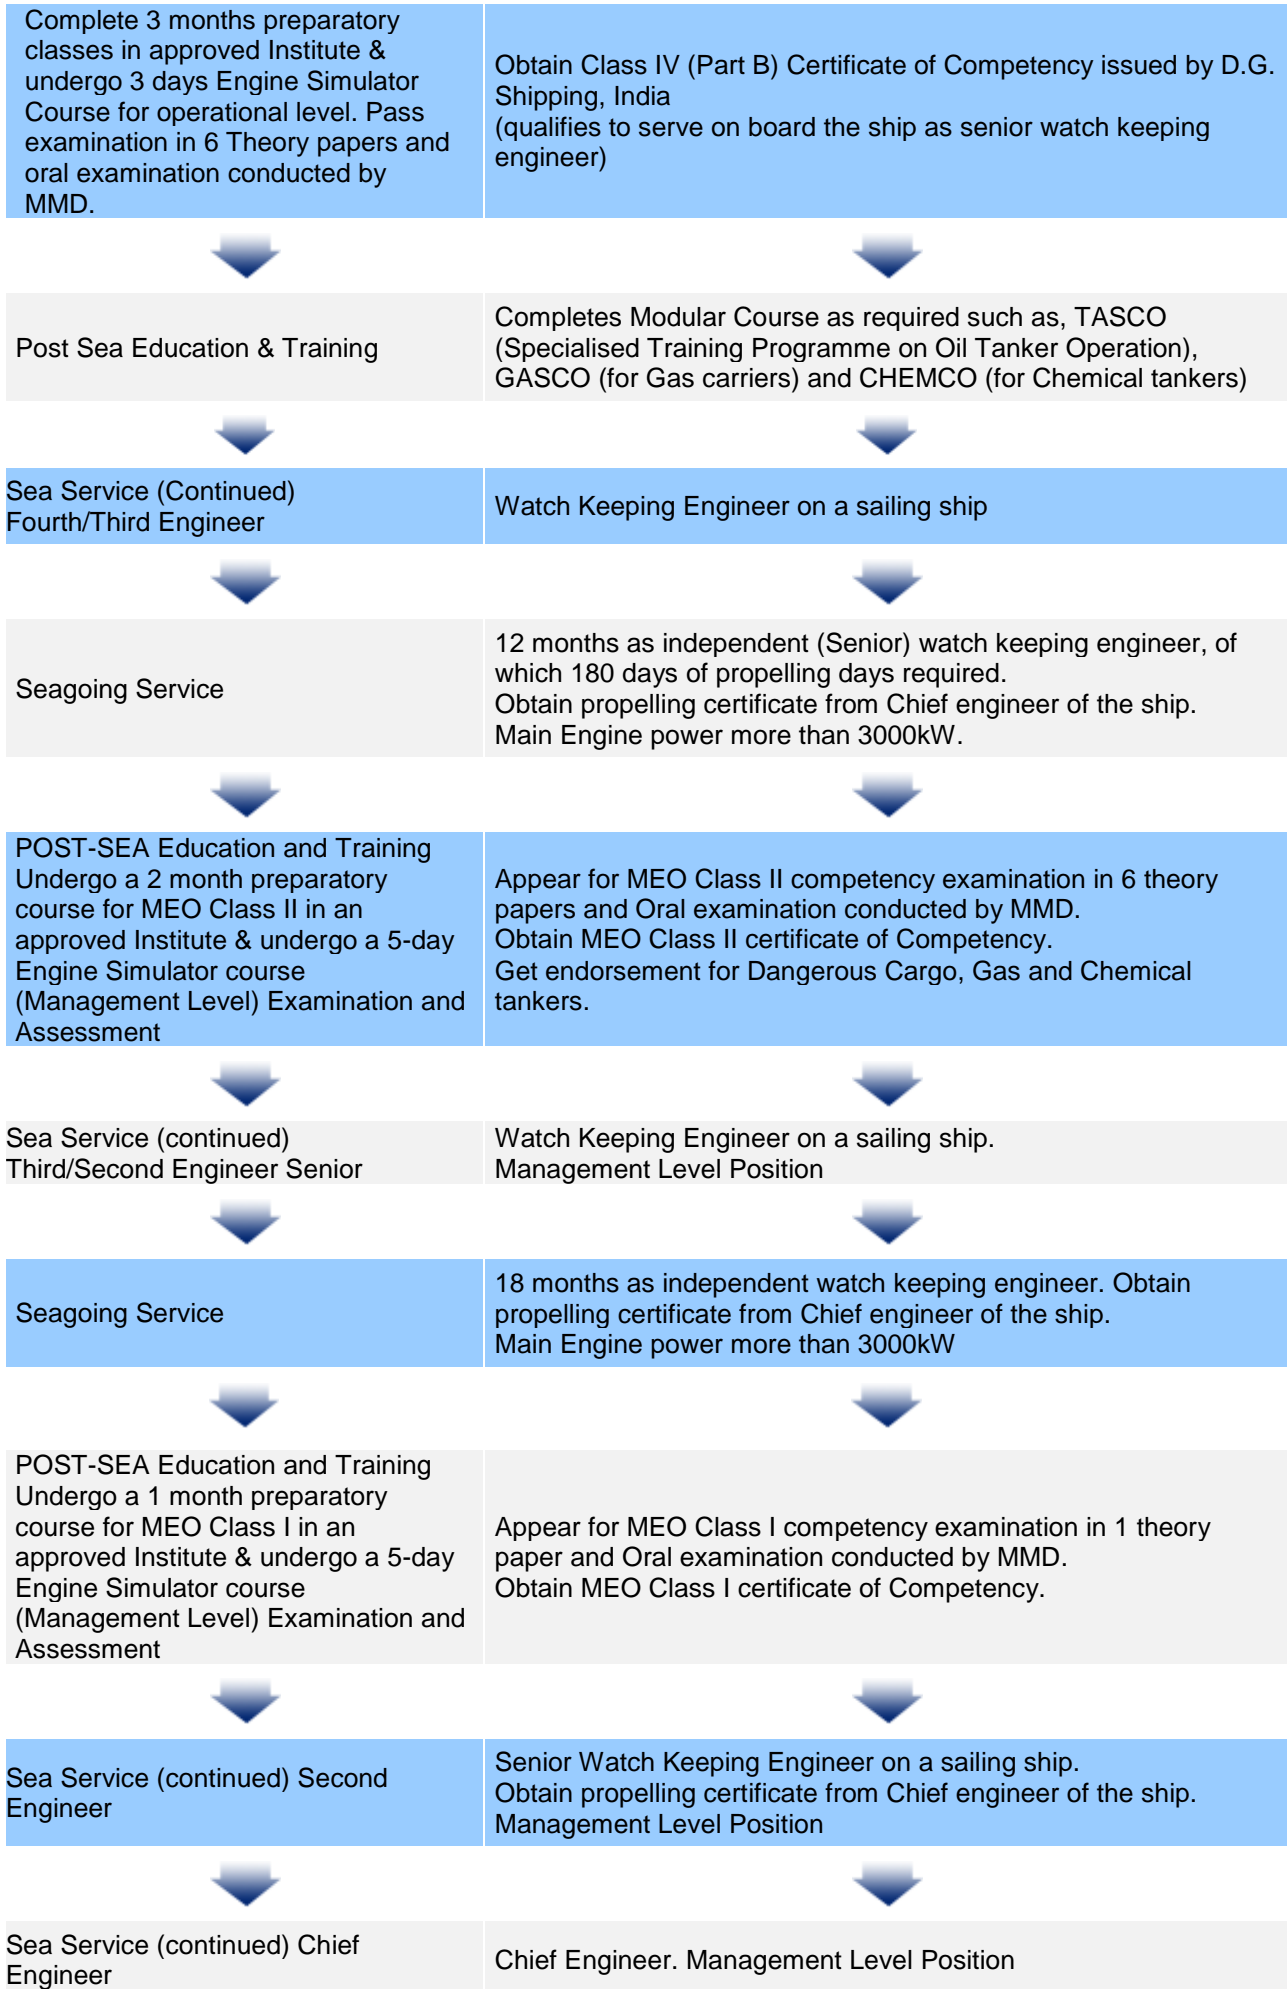 Complete 3 months preparatory
classes in approved Institute &
undergo 3 days Engine Simulator
Course for operational level. Pass
examination in 6 Theory papers and
oral examination conducted by
MMD.
Obtain Class IV (Part B) Certificate of Competency issued by D.G.
Shipping, India
(qualifies to serve on board the ship as senior watch keeping
engineer)
Post Sea Education & Training
Completes Modular Course as required such as, TASCO
(Specialised Training Programme on Oil Tanker Operation),
GASCO (for Gas carriers) and CHEMCO (for Chemical tankers)
Sea Service (Continued)
Fourth/Third Engineer
Watch Keeping Engineer on a sailing ship
Seagoing Service
12 months as independent (Senior) watch keeping engineer, of
which 180 days of propelling days required.
Obtain propelling certificate from Chief engineer of the ship.
Main Engine power more than 3000kW.
POST-SEA Education and Training
Undergo a 2 month preparatory
course for MEO Class II in an
approved Institute & undergo a 5-day
Engine Simulator course
(Management Level) Examination and
Assessment
Appear for MEO Class II competency examination in 6 theory
papers and Oral examination conducted by MMD.
Obtain MEO Class II certificate of Competency.
Get endorsement for Dangerous Cargo, Gas and Chemical
tankers.
Sea Service (continued)
Third/Second Engineer Senior
Watch Keeping Engineer on a sailing ship.
Management Level Position
Seagoing Service
18 months as independent watch keeping engineer. Obtain
propelling certificate from Chief engineer of the ship.
Main Engine power more than 3000kW
POST-SEA Education and Training
Undergo a 1 month preparatory
course for MEO Class I in an
approved Institute & undergo a 5-day
Engine Simulator course
(Management Level) Examination and
Assessment
Appear for MEO Class I competency examination in 1 theory
paper and Oral examination conducted by MMD.
Obtain MEO Class I certificate of Competency.
Sea Service (continued) Second
Engineer
Senior Watch Keeping Engineer on a sailing ship.
Obtain propelling certificate from Chief engineer of the ship.
Management Level Position
Sea Service (continued) Chief
Engineer
Chief Engineer. Management Level Position